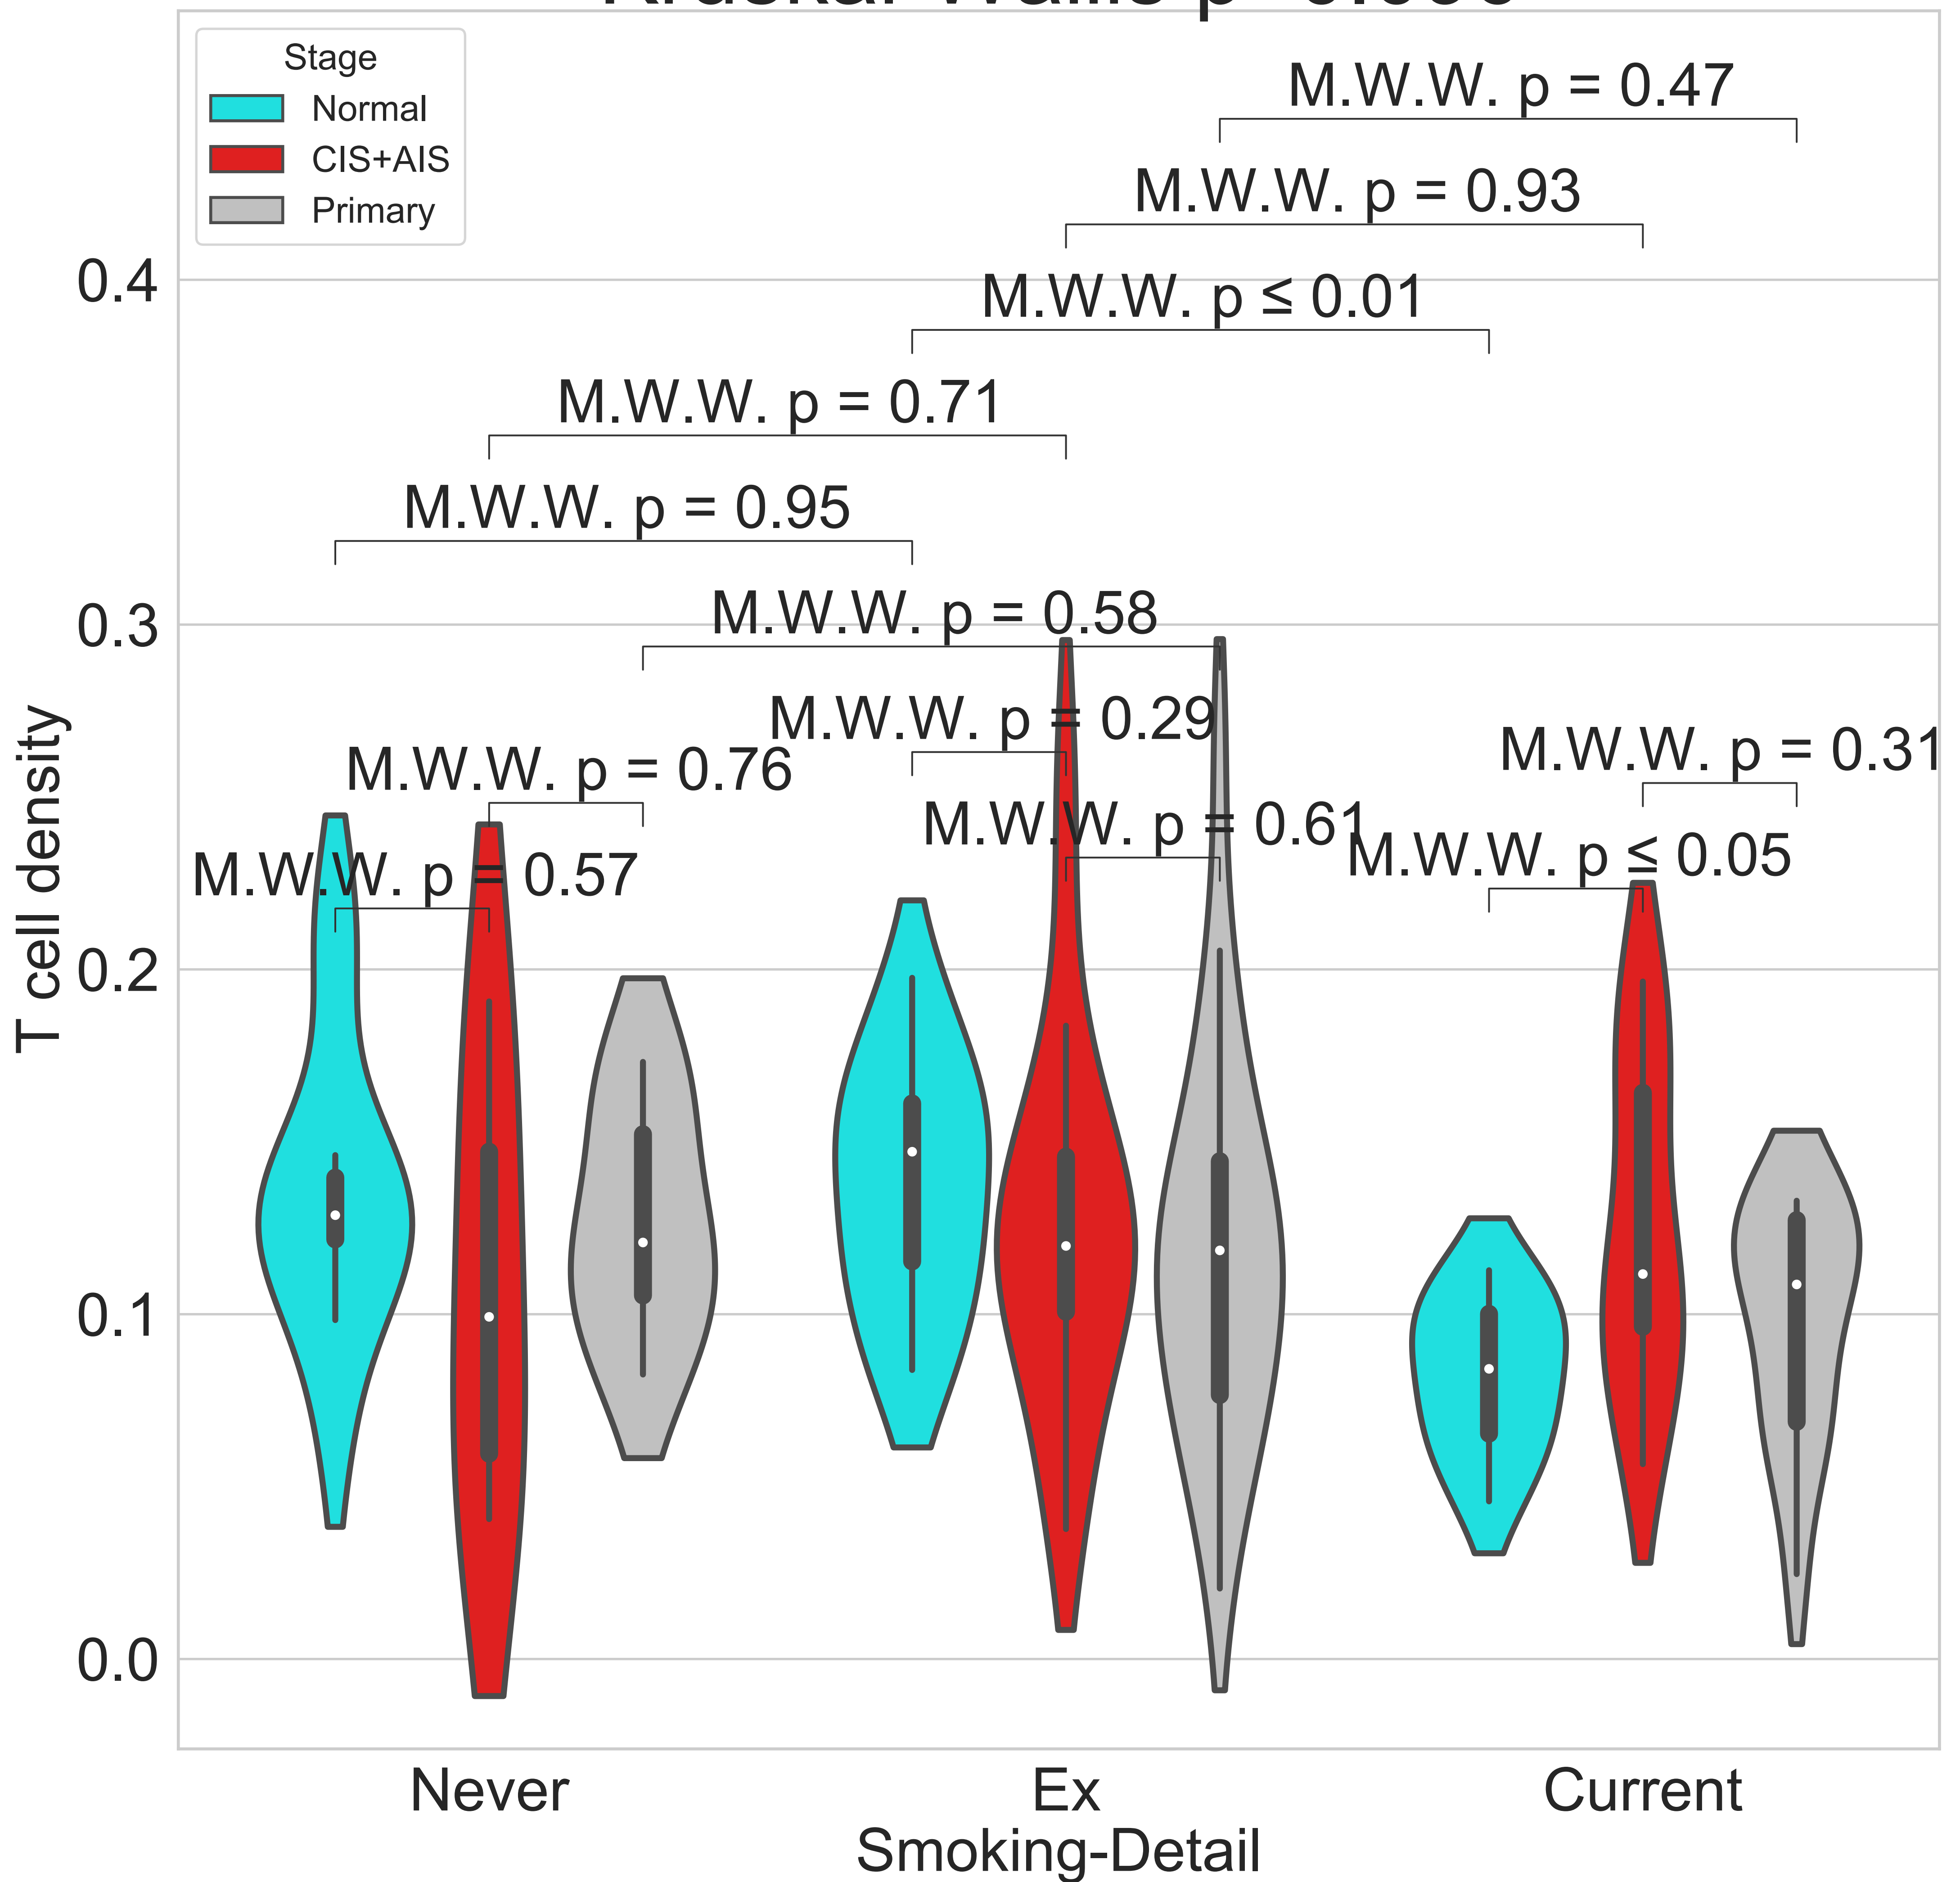 Stage
Normal
CIS+AIS
Primary
M.W.W. p = 0.47
M.W.W. p = 0.93
M.W.W. p ≤ 0.01
M.W.W. p = 0.71
M.W.W. p = 0.95
M.W.W. p = 0.58
M.W.W. p = 0.29
M.W.W. p = 0.31
M.W.W. p = 0.76
M.W.W. p = 0.61
M.W.W. p ≤ 0.05
M.W.W. p = 0.57
0.4
0.3
0.2
0.1
0.0
T cell density
Never
Ex
Current
Smoking-Detail